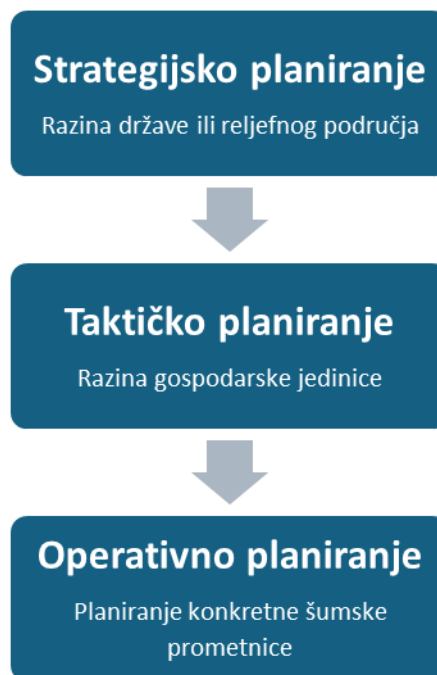 Strategijsko planiranje
Razina države ili reljefnog područja
Taktičko planiranje
Razina gospodarske jedinice
Operativno planiranje
Planiranje konkretne šumske
prometnice